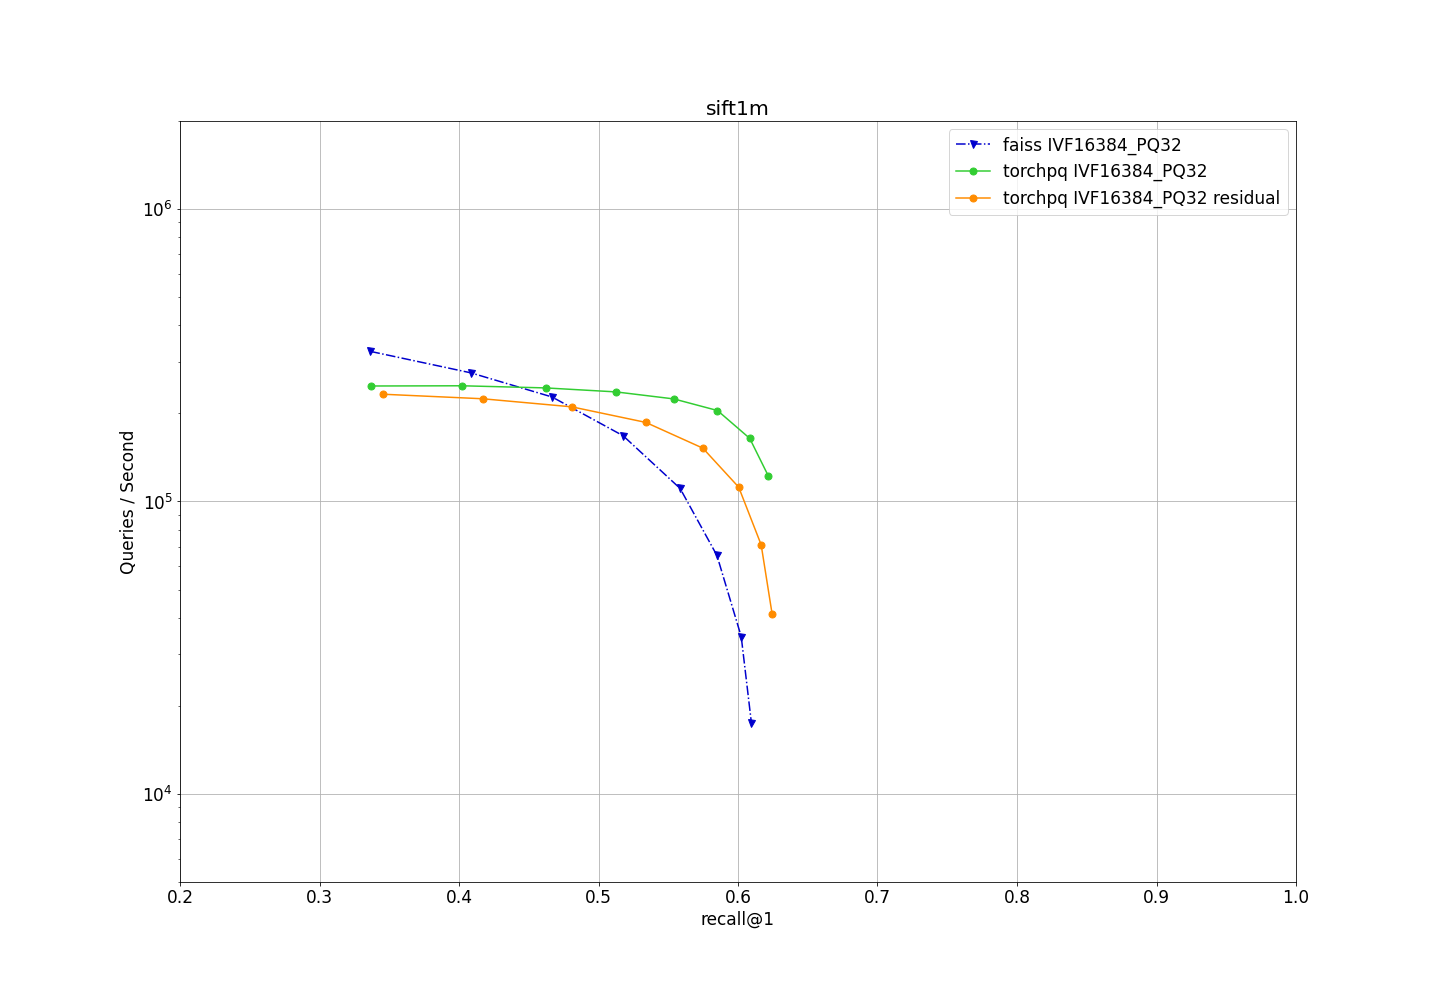 sift1m
faiss IVF16384_PQ32
torchpq IVF16384_PQ32
torchpq IVF16384_PQ32 residual
Queries / Second
10^6
10^5
10^4
0.2 0.3 0.4 0.5 0.6 0.7 0.8 0.9 1.0
recall@1